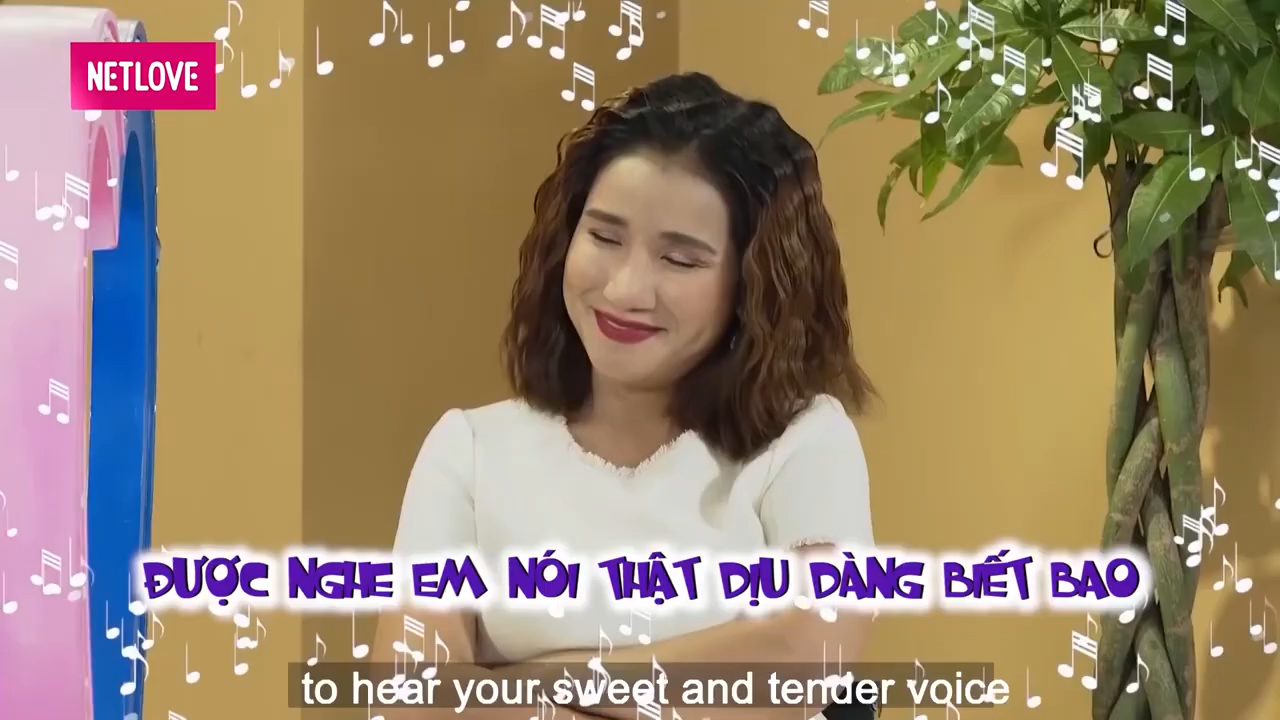 NETLOVE
ĐƯỢC NGHE EM NÓI THẬT DỊU DÀNG BIẾT BAO
to hear your sweet and tender voice